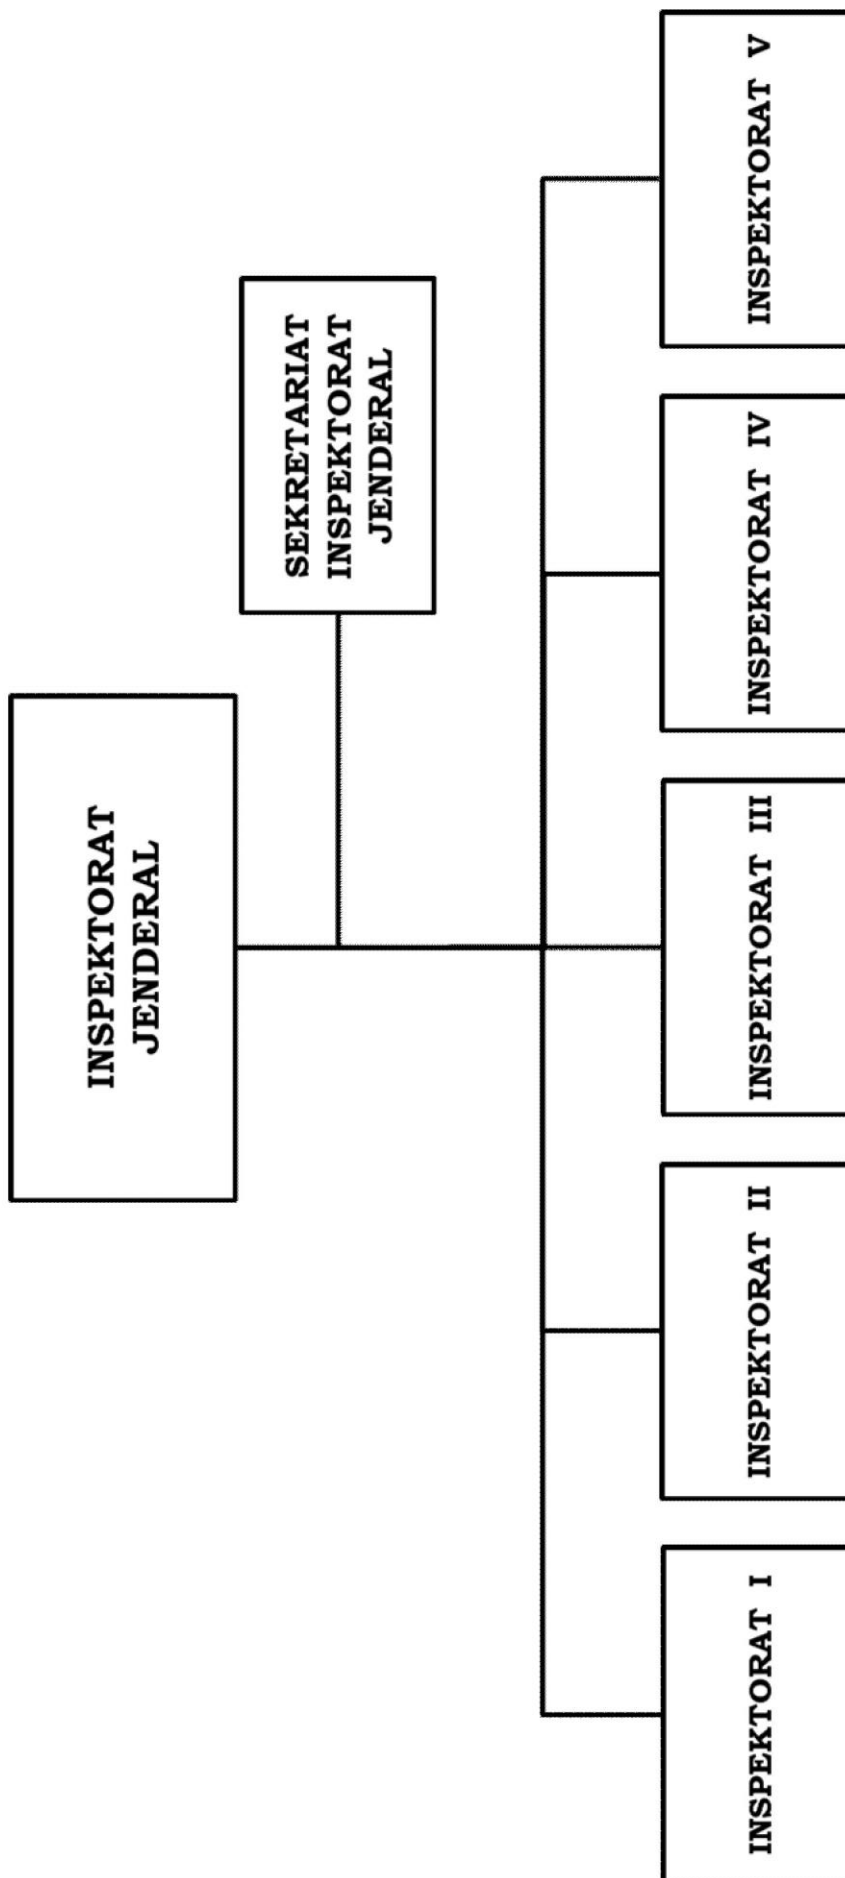 INSPEKTORAT
JENDERAL
SEKRETARIAT
INSPEKTORAT
JENDERAL
INSPEKTORAT I
INSPEKTORAT II
INSPEKTORAT III
INSPEKTORAT IV
INSPEKTORAT V